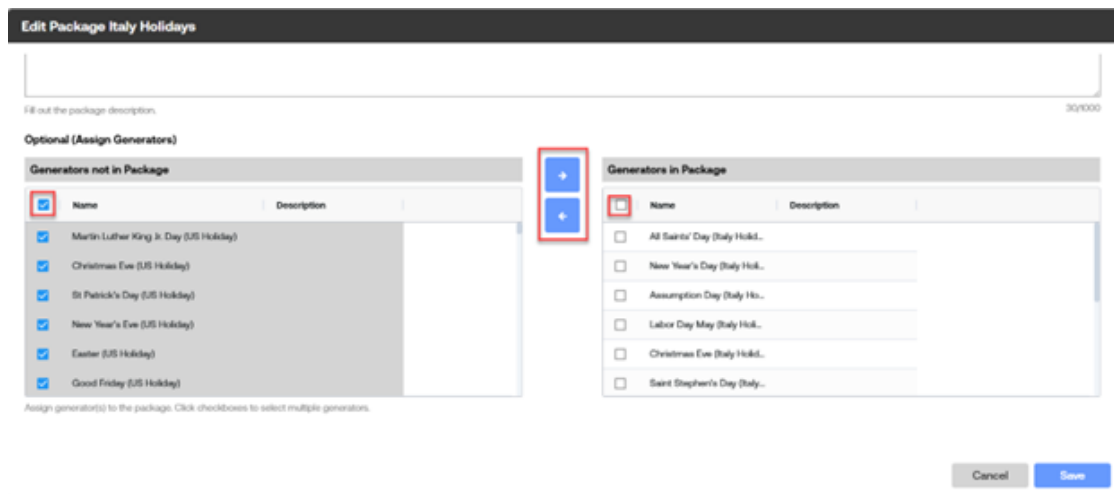 Edit Package Italy Holidays
Fill out the package description.
30/1000
Optional (Assign Generators)
Generators not in Package
Name Description
Martin Luther King Jr. Day (US Holiday)
Christmas Eve (US Holiday)
St Patrick's Day (US Holiday)
New Year's Eve (US Holiday)
Easter (US Holiday)
Good Friday (US Holiday)
Assign generator(s) to the package. Click checkboxes to select multiple generators.
→
←
Generators in Package
Name Description
All Saints' Day (Italy Holid...
New Year's Day (Italy Holi...
Assumption Day (Italy Ho...
Labor Day May (Italy Holi...
Christmas Eve (Italy Holid...
Saint Stephen's Day (Italy...
Cancel Save